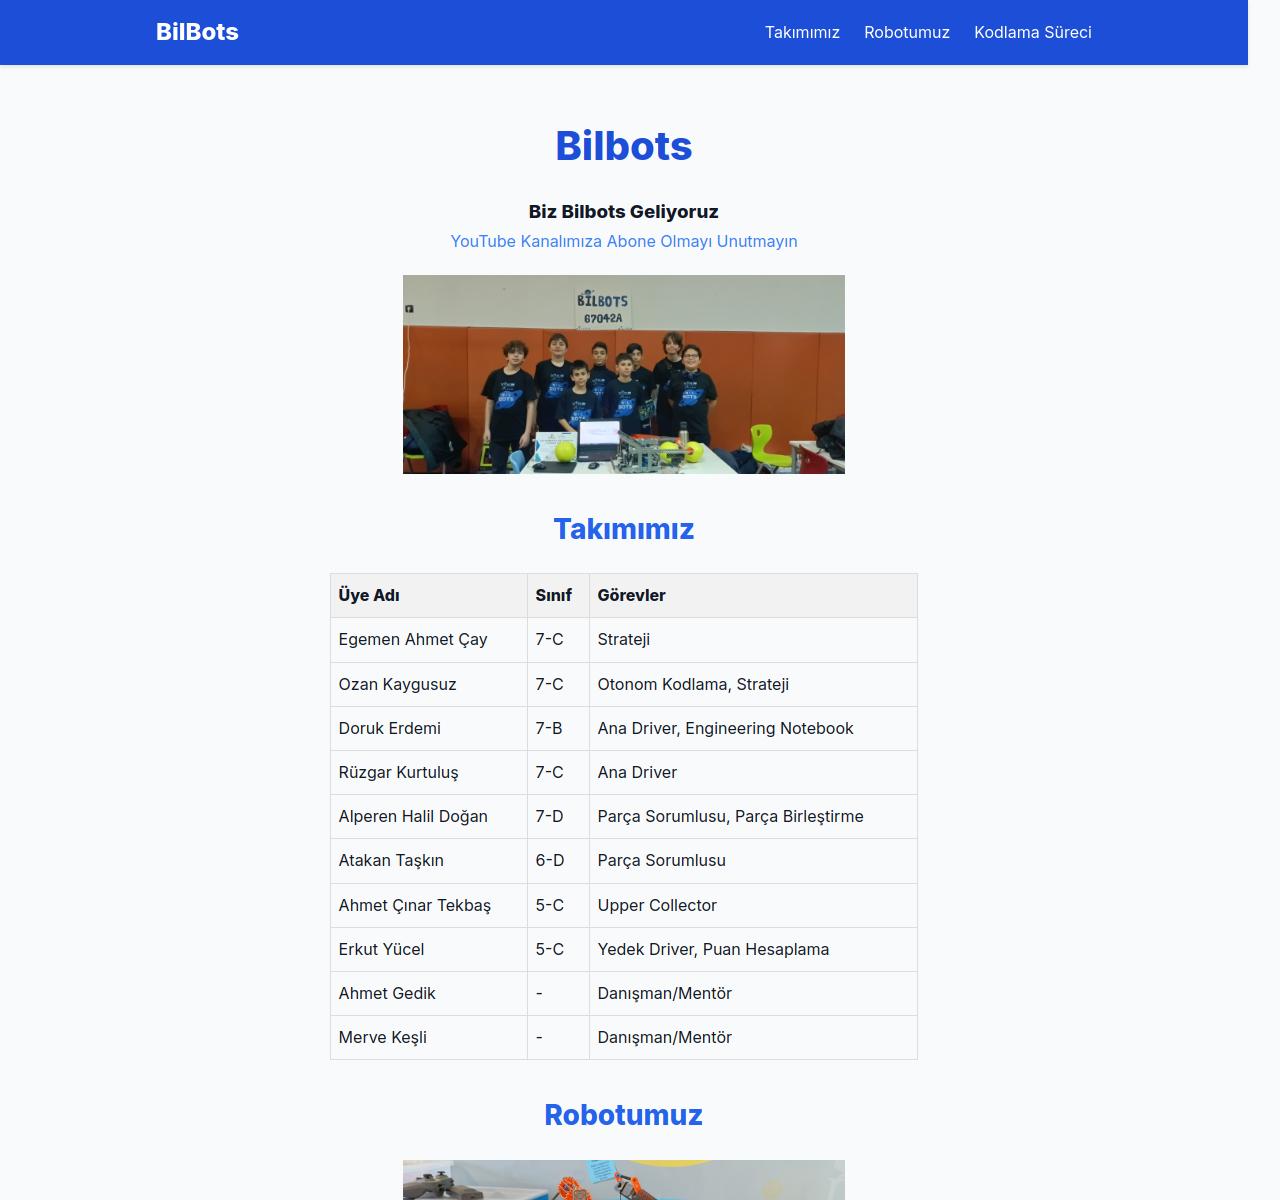 BilBots
Takımımız Robotumuz Kodlama Süreci
Bilbots
Biz Bilbots Geliyoruz
YouTube Kanalımıza Abone Olmayı Unutmayın
BİLBOTS
67042A
Takımımız
Üye Adı Sınıf Görevler
Egemen Ahmet Çay 7-C Strateji
Ozan Kaygusuz 7-C Otonom Kodlama, Strateji
Doruk Erdemi 7-B Ana Driver, Engineering Notebook
Rüzgar Kurtuluş 7-C Ana Driver
Alperen Halil Doğan 7-D Parça Sorumlusu, Parça Birleştirme
Atakan Taşkın 6-D Parça Sorumlusu
Ahmet Çınar Tekbaş 5-C Upper Collector
Erkut Yücel 5-C Yedek Driver, Puan Hesaplama
Ahmet Gedik - Danışman/Mentör
Merve Keşli - Danışman/Mentör
Robotumuz